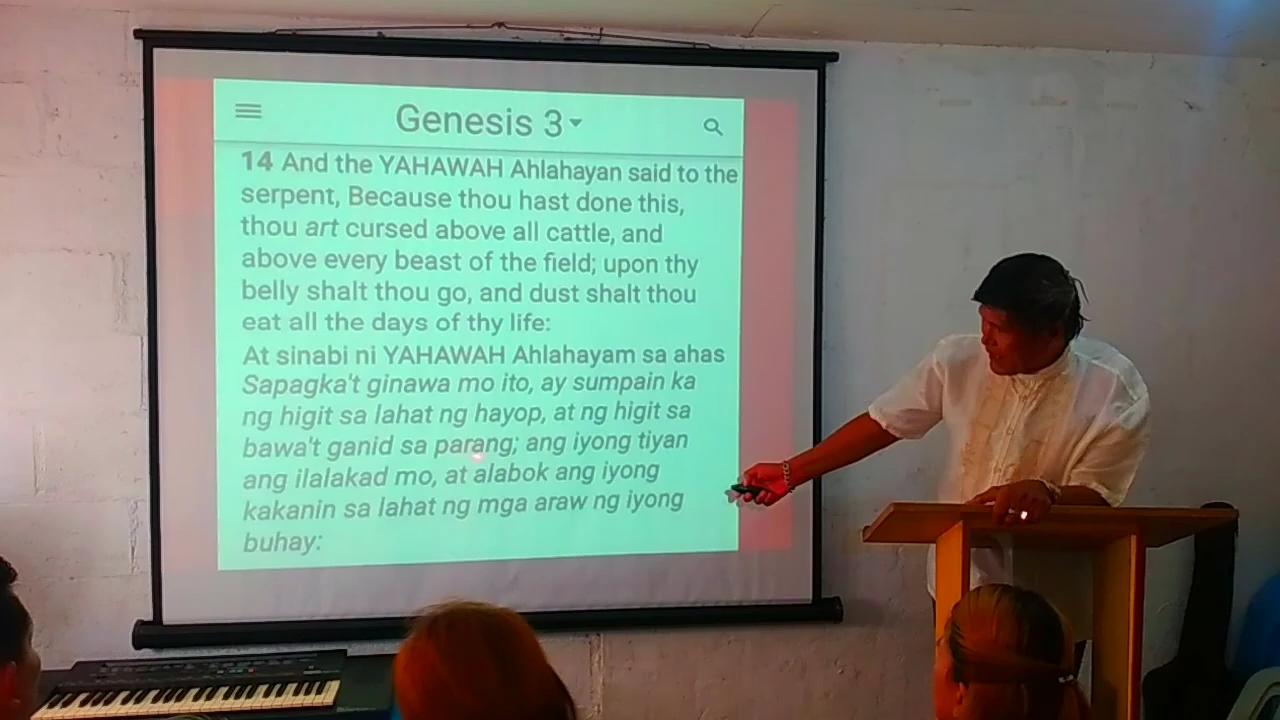 Genesis 3
14 And the YAHAWAH Ahlahayan said to the
serpent, Because thou hast done this,
thou art cursed above all cattle, and
above every beast of the field; upon thy
belly shalt thou go, and dust shalt thou
eat all the days of thy life:
At sinabi ni YAHAWAH Ahlahayam sa ahas
Sapagka't ginawa mo ito, ay sumpain ka
ng higit sa lahat ng hayop, at ng higit sa
bawa't ganid sa parang; ang iyong tiyan
ang ilalakad mo, at alabok ang iyong
kakanin sa lahat ng mga araw ng iyong
buhay: